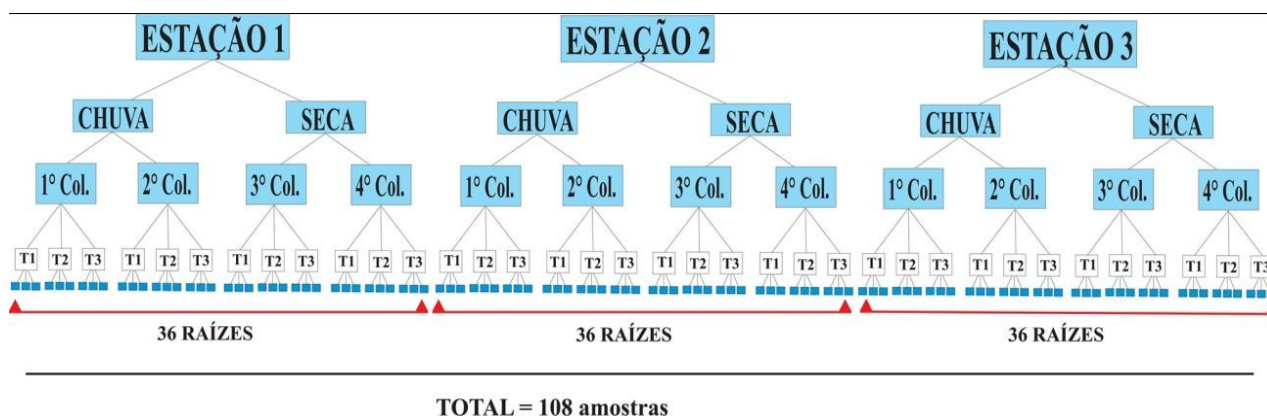 ESTAÇÃO 1 ESTAÇÃO 2 ESTAÇÃO 3
CHUVA SECA CHUVA SECA CHUVA SECA
1° Col. 2° Col. 3° Col. 4° Col. 1° Col. 2° Col. 3° Col. 4° Col. 1° Col. 2° Col. 3° Col. 4° Col.
T1 T2 T3 T1 T2 T3 T1 T2 T3 T1 T2 T3 T1 T2 T3 T1 T2 T3 T1 T2 T3 T1 T2 T3 T1 T2 T3 T1 T2 T3 T1 T2 T3 T1 T2 T3
36 RAÍZES 36 RAÍZES 36 RAÍZES
TOTAL = 108 amostras